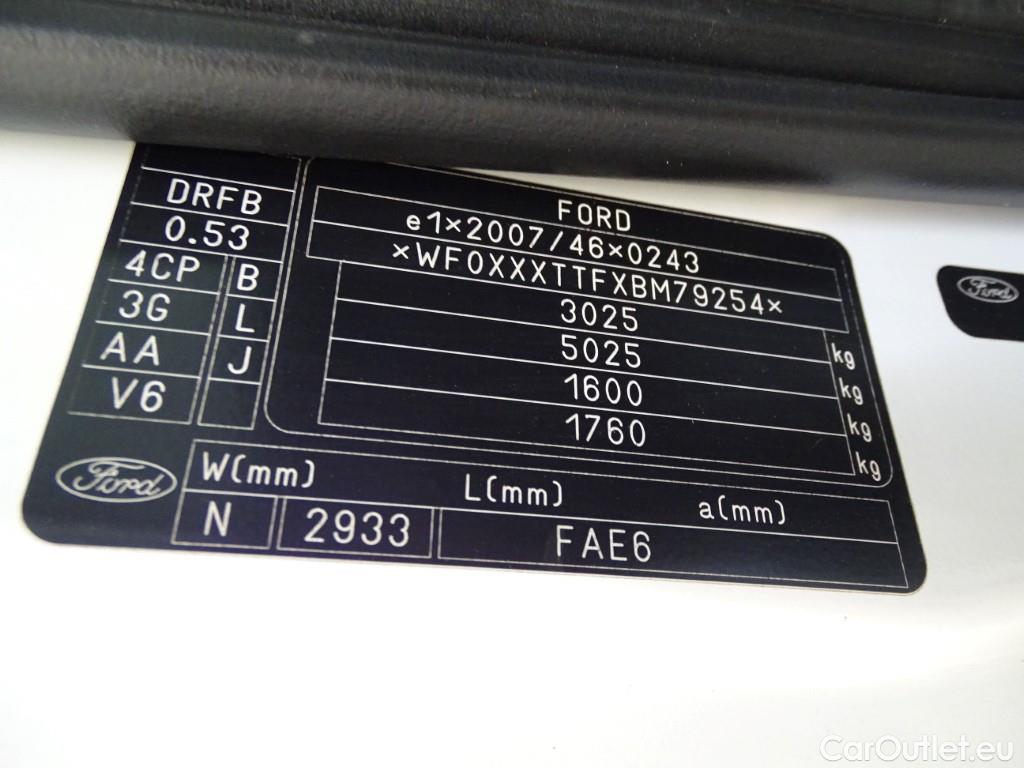 DRFB
0.53
4CP B
3G L
AA J
V6
FORD
e1×2007/46×0243
×WF0XXXTTFXBM79254×
3025 kg
5025 kg
1600 kg
1760 kg
Ford
W(mm) L(mm) a(mm)
N 2933 FAE6
Ford
CarOutlet.eu